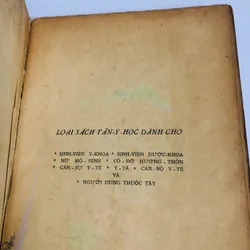 LOẠI SÁCH TÂN-Y-HỌC DÀNH CHO
* SINH-VIÊN Y-KHOA * SINH-VIÊN DƯỢC-KHOA
* NỮ HỘ-SINH * CÔ-ĐỠ HƯƠNG-THÔN
* CÁN-SỰ Y-TẾ * Y-TÁ * CÁN-BỘ Y-TẾ
VÀ
* NGƯỜI DÙNG THUỐC TÂY